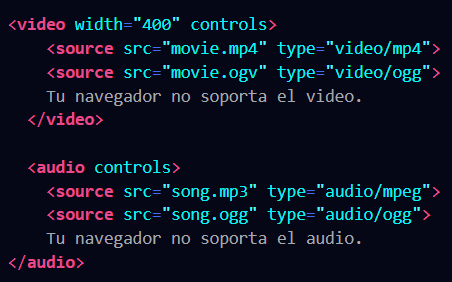 <video width="400" controls>
<source src="movie.mp4" type="video/mp4">
<source src="movie.ogv" type="video/ogg">
Tu navegador no soporta el video.
</video>
<audio controls>
<source src="song.mp3" type="audio/mpeg">
<source src="song.ogg" type="audio/ogg">
Tu navegador no soporta el audio.
</audio>